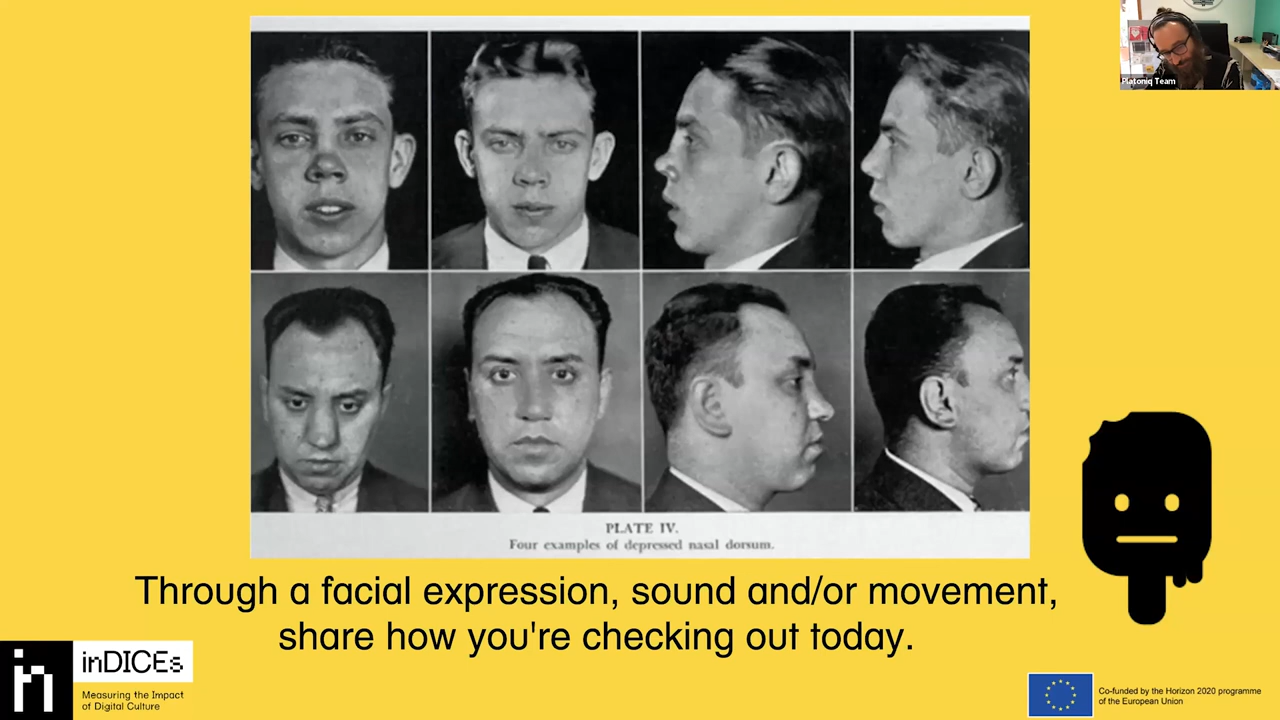 Platoniq Team
PLATE IV.
Four examples of depressed nasal dorsum.
Through a facial expression, sound and/or movement,
share how you're checking out today.
in
inDICEs
Measuring the Impact
of Digital Culture
Co-funded by the Horizon 2020 programme
of the European Union